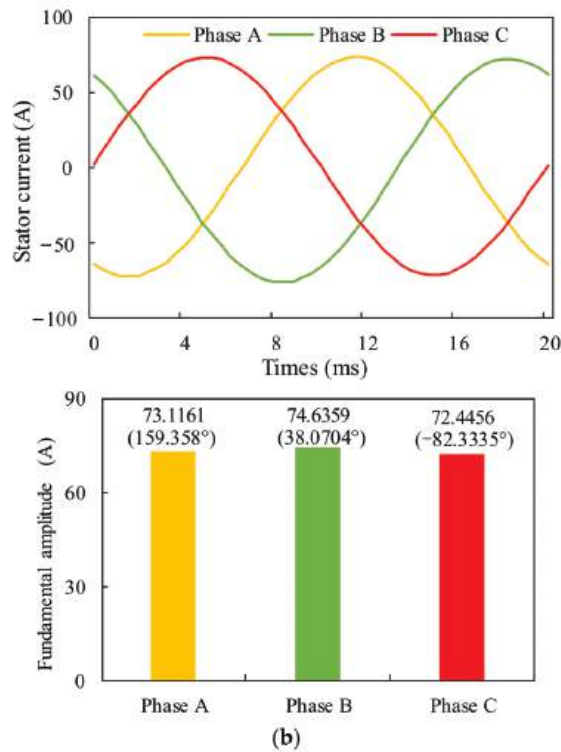 Phase A Phase B Phase C
Stator current (A)
100
50
0
−50
−100
0 4 8 12 16 20
Times (ms)
Fundamental amplitude (A)
90
60
30
0
73.1161 74.6359 72.4456
(159.358°) (38.0704°) (−82.3335°)
Phase A Phase B Phase C
(b)